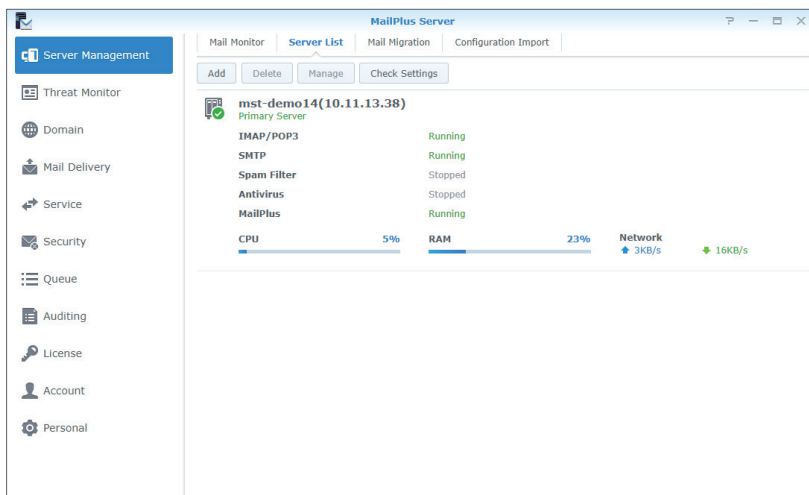 MailPlus Server
Server Management
Threat Monitor
Domain
Mail Delivery
Service
Security
Queue
Auditing
License
Account
Personal
Mail Monitor Server List Mail Migration Configuration Import
Add Delete Manage Check Settings
mst-demo14(10.11.13.38)
Primary Server
IMAP/POP3 Running
SMTP Running
Spam Filter Stopped
Antivirus Stopped
MailPlus Running
CPU 5% RAM 23% Network
3KB/s 16KB/s